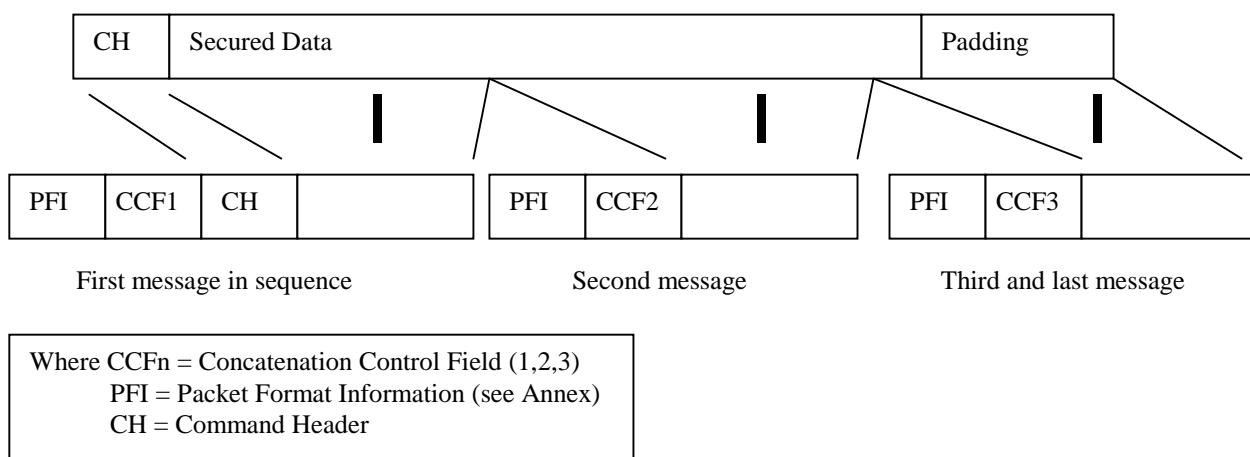 CH Secured Data Padding
PFI CCF1 CH PFI CCF2 PFI CCF3
First message in sequence Second message Third and last message
Where CCFn = Concatenation Control Field (1,2,3)
PFI = Packet Format Information (see Annex)
CH = Command Header